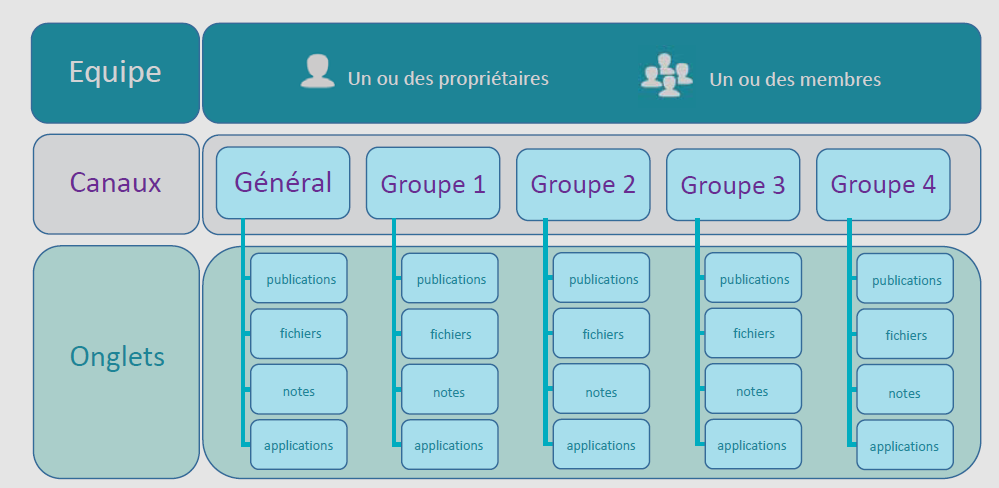 Equipe
Un ou des propriétaires
Un ou des membres
Canaux
Général
Groupe 1
Groupe 2
Groupe 3
Groupe 4
Onglets
publications
publications
publications
publications
publications
fichiers
fichiers
fichiers
fichiers
fichiers
notes
notes
notes
notes
notes
applications
applications
applications
applications
applications